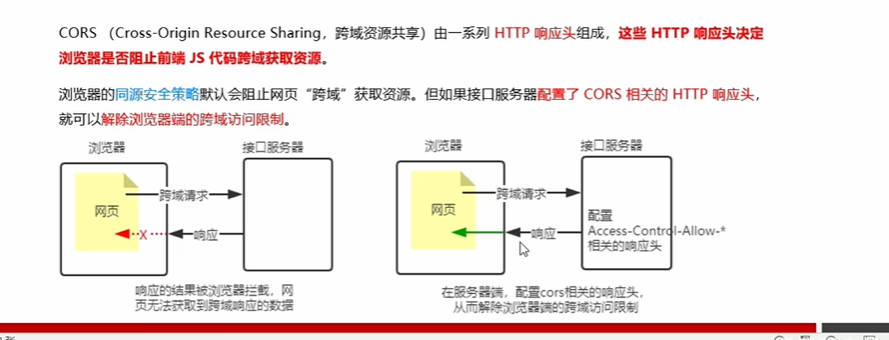 CORS （Cross-Origin Resource Sharing，跨域资源共享）由一系列 HTTP 响应头组成，这些 HTTP 响应头决定
浏览器是否阻止前端 JS 代码跨域获取资源。
浏览器的同源安全策略默认会阻止网页“跨域”获取资源。但如果接口服务器配置了 CORS 相关的 HTTP 响应头，
就可以解除浏览器端的跨域访问限制。
浏览器
接口服务器
网页
跨域请求
X
响应
响应的结果被浏览器拦截，网
页无法获取到跨域响应的数据
浏览器
接口服务器
网页
跨域请求
响应
配置
Access-Control-Allow-*
相关的响应头
在服务器端，配置cors相关的响应头，
从而解除浏览器端的跨域访问限制